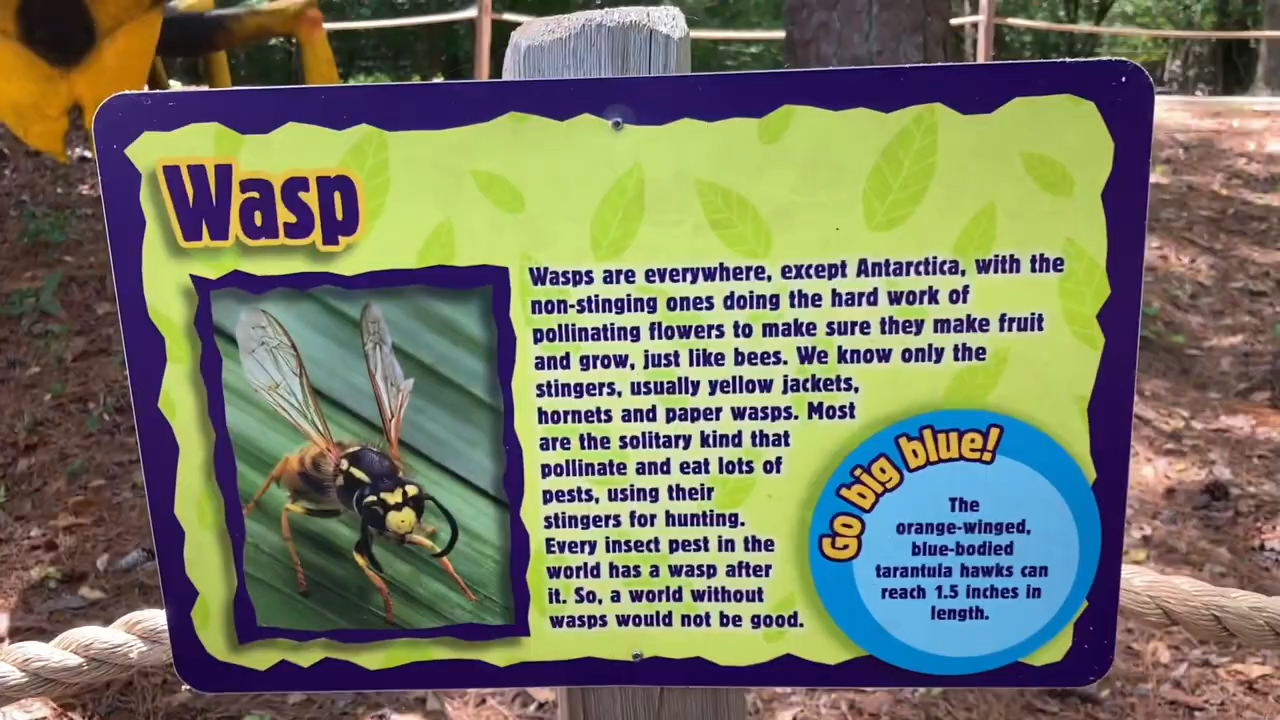 Wasp
Wasps are everywhere, except Antarctica, with the
non-stinging ones doing the hard work of
pollinating flowers to make sure they make fruit
and grow, just like bees. We know only the
stingers, usually yellow jackets,
hornets and paper wasps. Most
are the solitary kind that
pollinate and eat lots of
pests, using their
stingers for hunting.
Every insect pest in the
world has a wasp after
it. So, a world without
wasps would not be good.
Go big blue!
The
orange-winged,
blue-bodied
tarantula hawks can
reach 1.5 inches in
length.